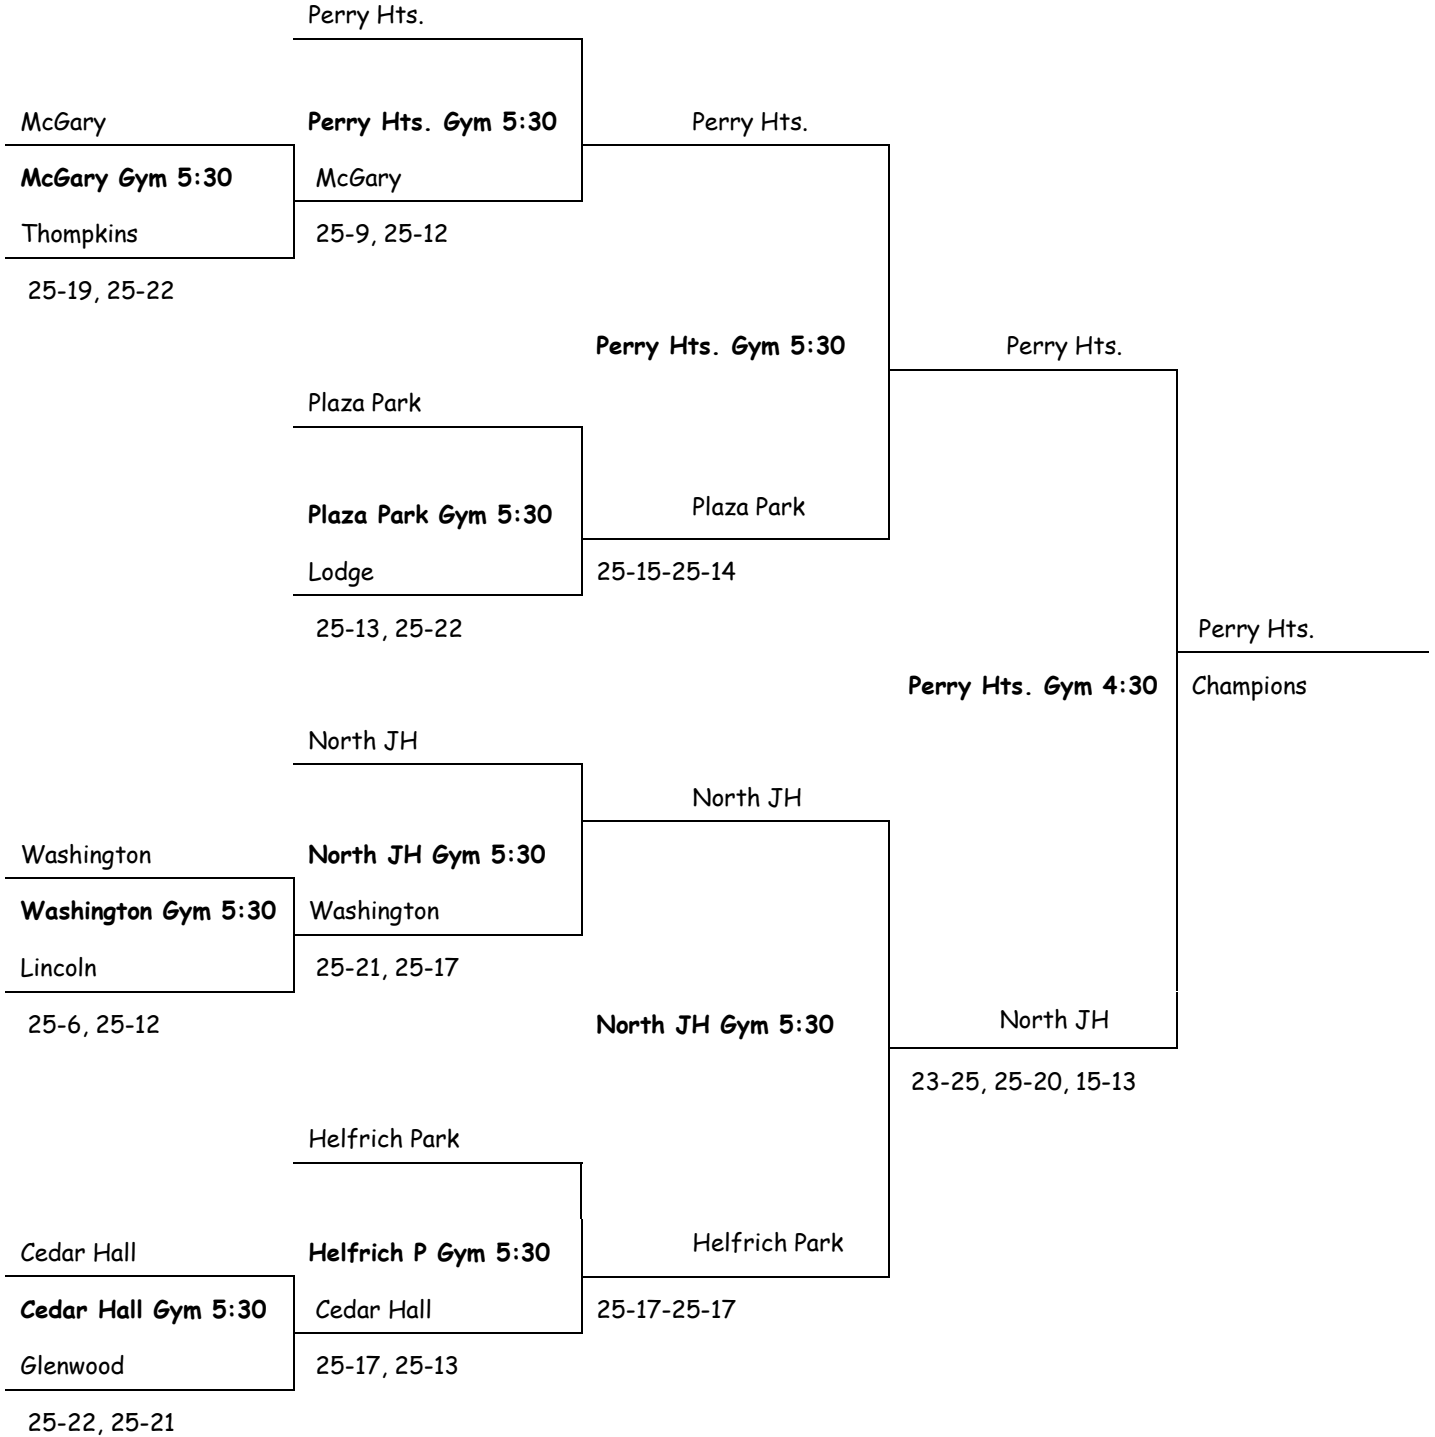 Perry Hts.
McGary
Perry Hts. Gym 5:30
Perry Hts.
McGary Gym 5:30
McGary
Thompkins
25-9, 25-12
25-19, 25-22
Perry Hts. Gym 5:30
Perry Hts.
Plaza Park
Plaza Park Gym 5:30
Plaza Park
Lodge
25-15-25-14
25-13, 25-22
Perry Hts.
Perry Hts. Gym 4:30
Champions
North JH
North JH
Washington
North JH Gym 5:30
Washington Gym 5:30
Washington
Lincoln
25-21, 25-17
25-6, 25-12
North JH Gym 5:30
North JH
23-25, 25-20, 15-13
Helfrich Park
Cedar Hall
Helfrich P Gym 5:30
Helfrich Park
Cedar Hall Gym 5:30
Cedar Hall
25-17-25-17
Glenwood
25-17, 25-13
25-22, 25-21